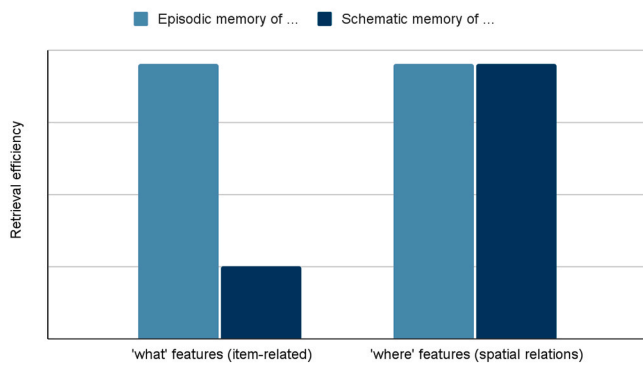 Episodic memory of ... Schematic memory of ...
Retrieval efficiency
'what' features (item-related) 'where' features (spatial relations)